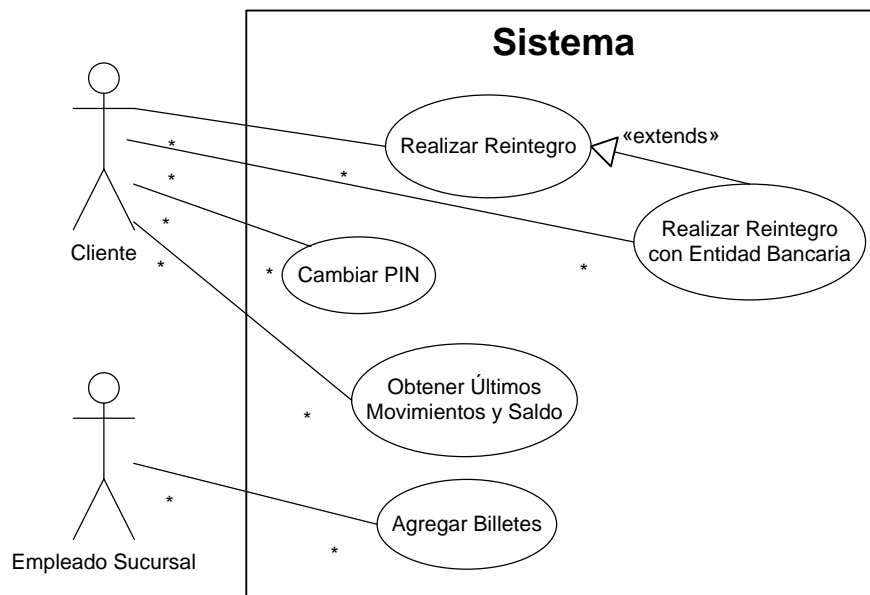 Sistema
Realizar Reintegro
«extends»
*
*
*
Realizar Reintegro
con Entidad Bancaria
*
Cliente
*
*
Cambiar PIN
*
Obtener Últimos
Movimientos y Saldo
*
Agregar Billetes
*
*
Empleado Sucursal